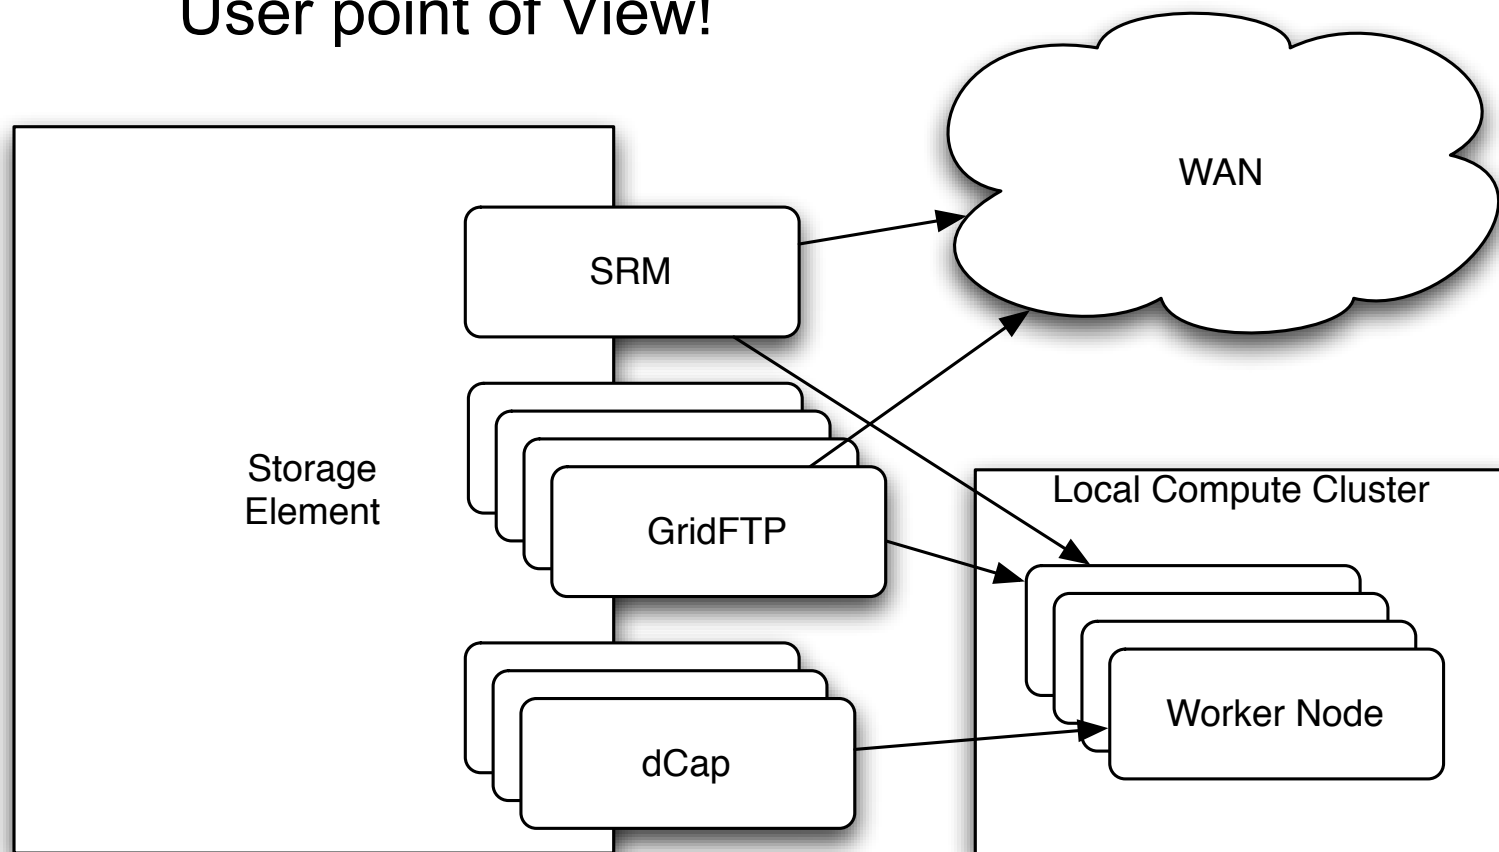 User point of View!
WAN
SRM
Storage
Element
Local Compute Cluster
GridFTP
Worker Node
dCap